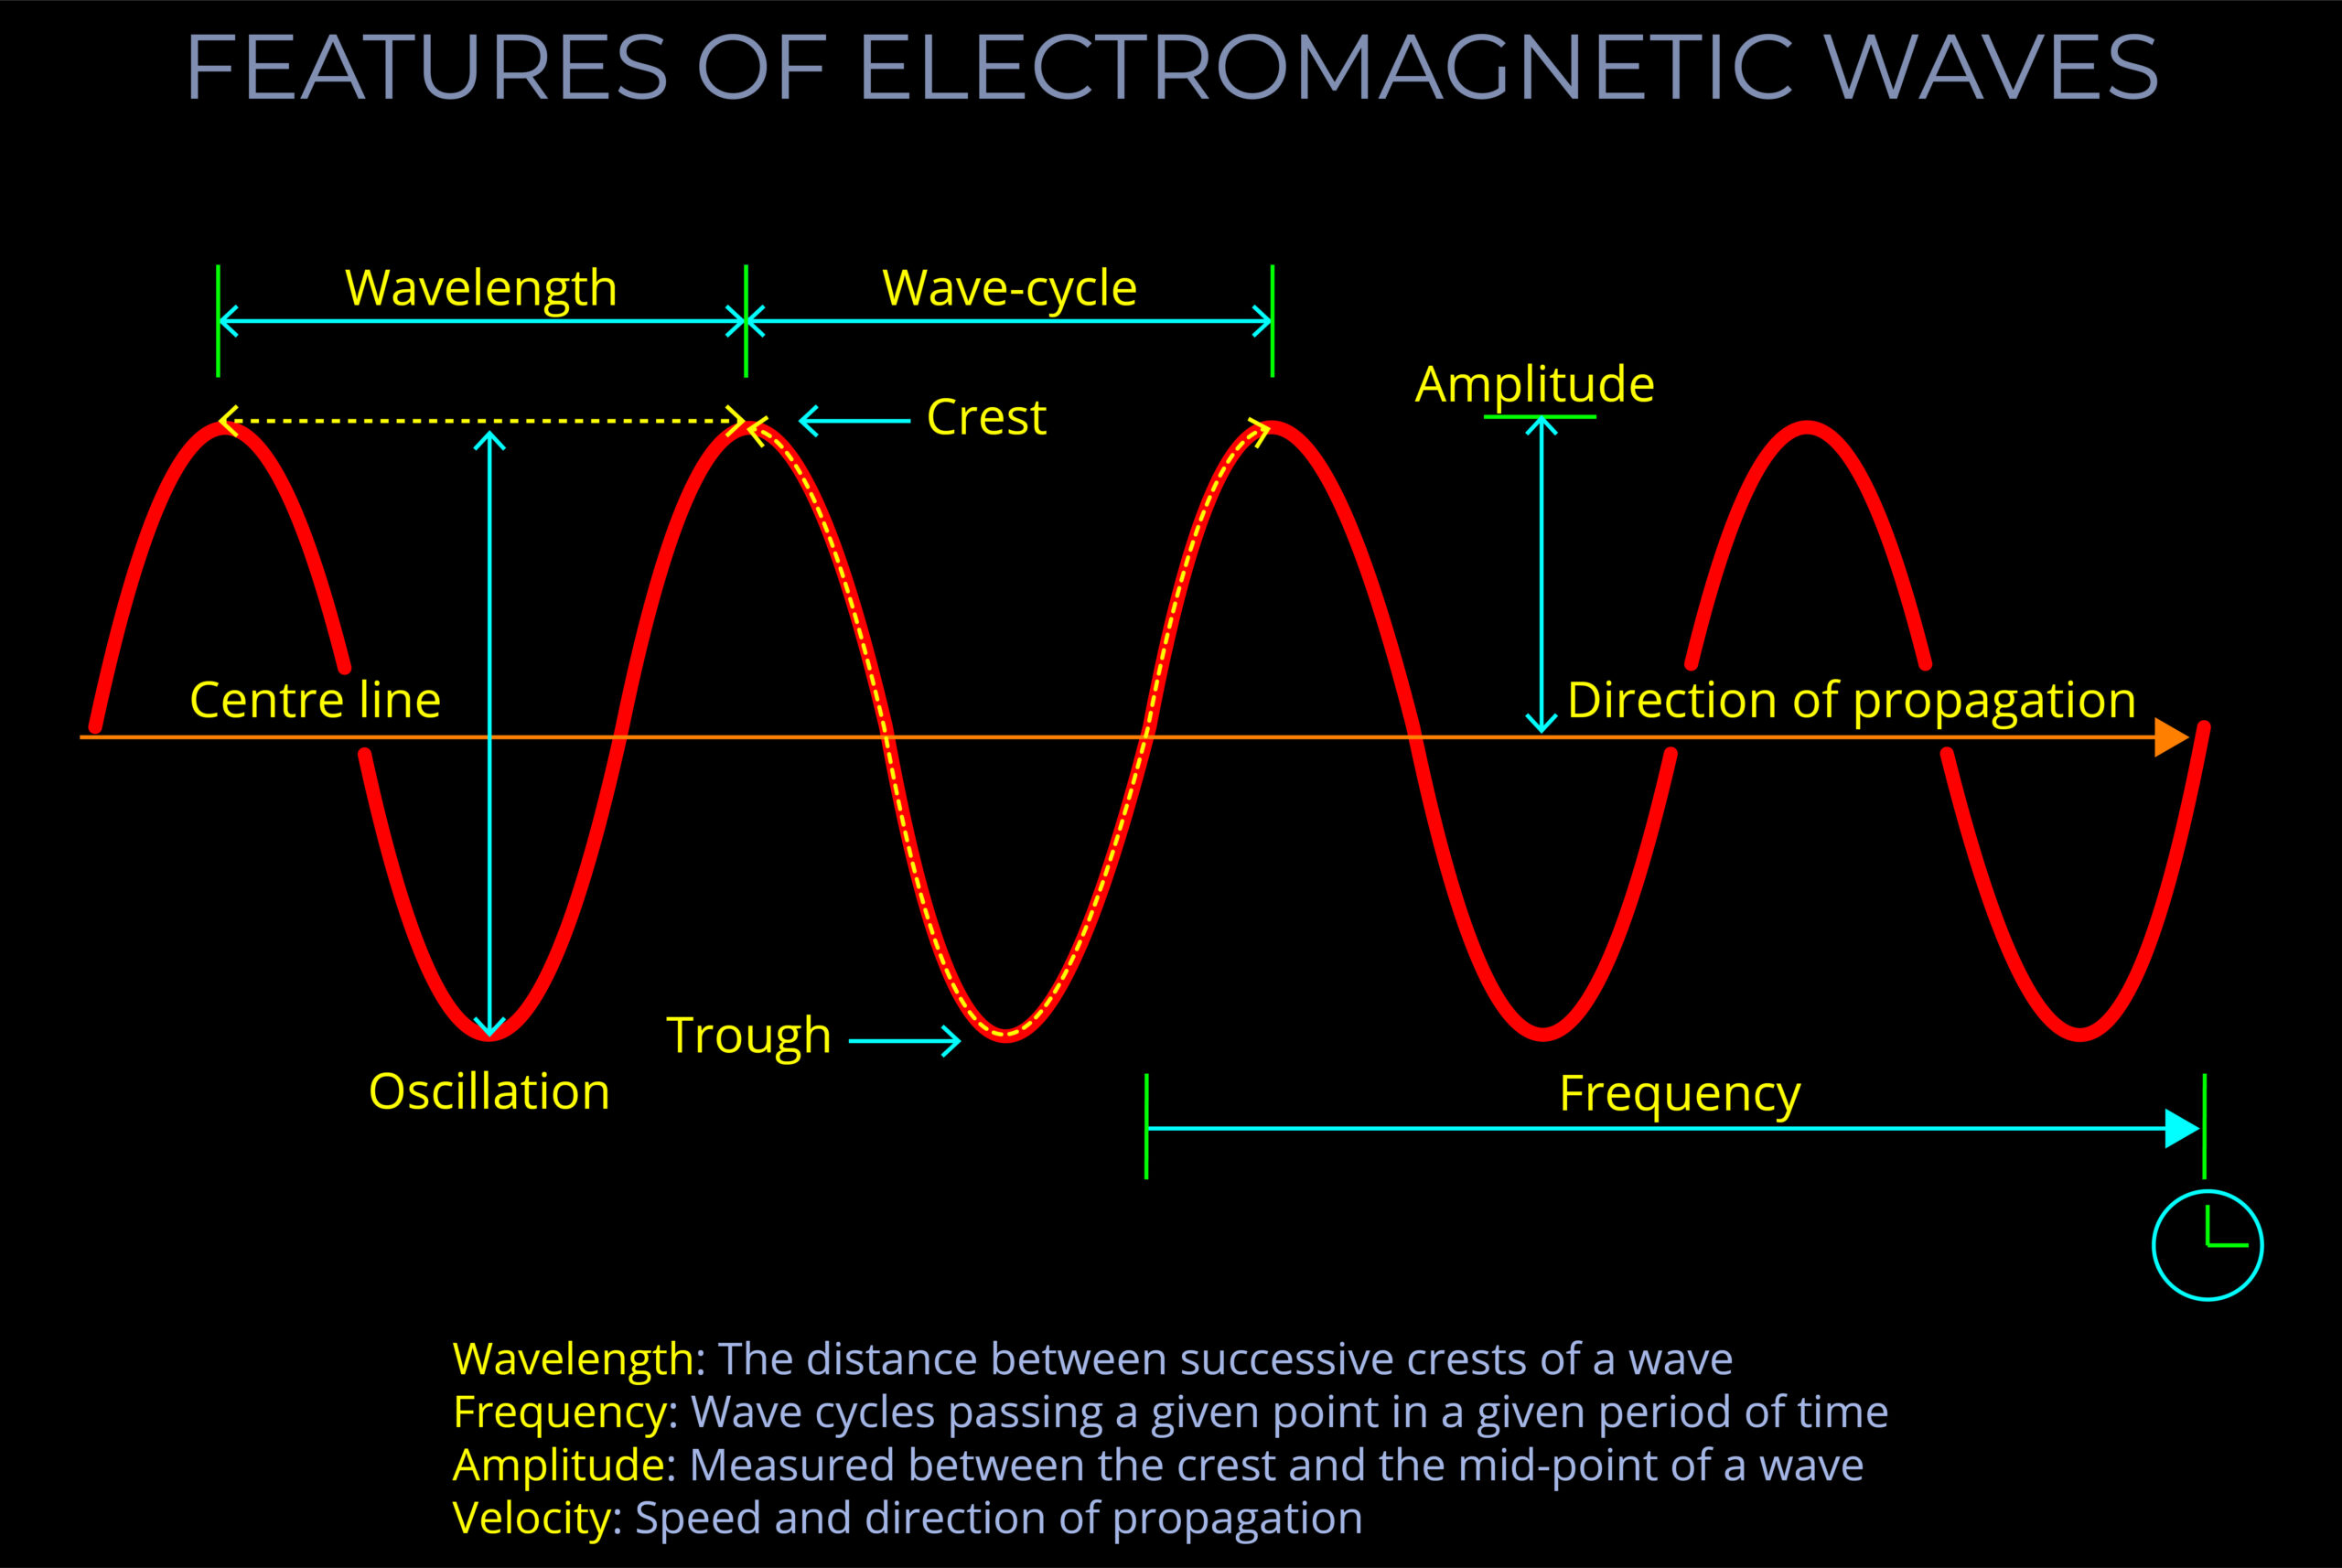 FEATURES OF ELECTROMAGNETIC WAVES
Wavelength
Wave-cycle
Amplitude
Crest
Centre line
Direction of propagation
Trough
Oscillation
Frequency
Wavelength: The distance between successive crests of a wave
Frequency: Wave cycles passing a given point in a given period of time
Amplitude: Measured between the crest and the mid-point of a wave
Velocity: Speed and direction of propagation